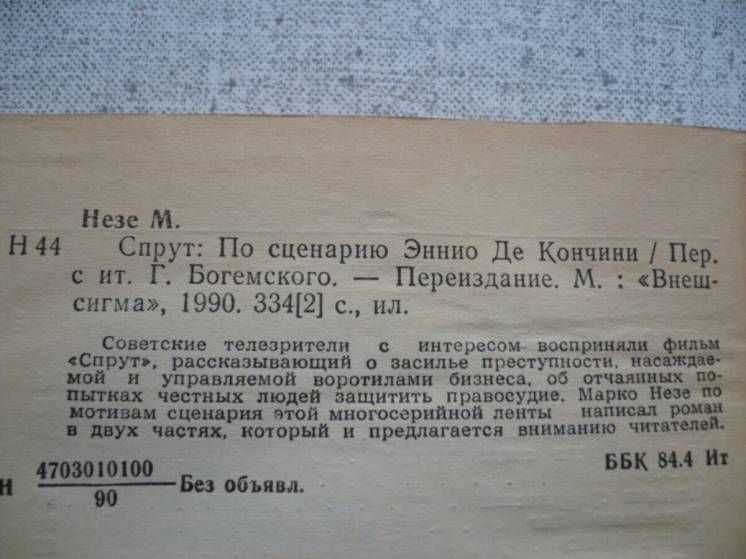 Незе М.
Н 44 Спрут: По сценарию Эннио Де Кончини / Пер.
с ит. Г. Богемского. — Переиздание. М. : «Внеш-
сигма», 1990. 334[2] с., ил.
Советские телезрители с интересом восприняли фильм
«Спрут», рассказывающий о засилье преступности, насаждае-
мой и управляемой воротилами бизнеса, об отчаянных по-
пытках честных людей защитить правосудие. Марко Незе по
мотивам сценария этой многосерийной ленты написал роман
в двух частях, который и предлагается вниманию читателей.
Н 4703010100
90
Без объявл.
ББК 84.4 Ит